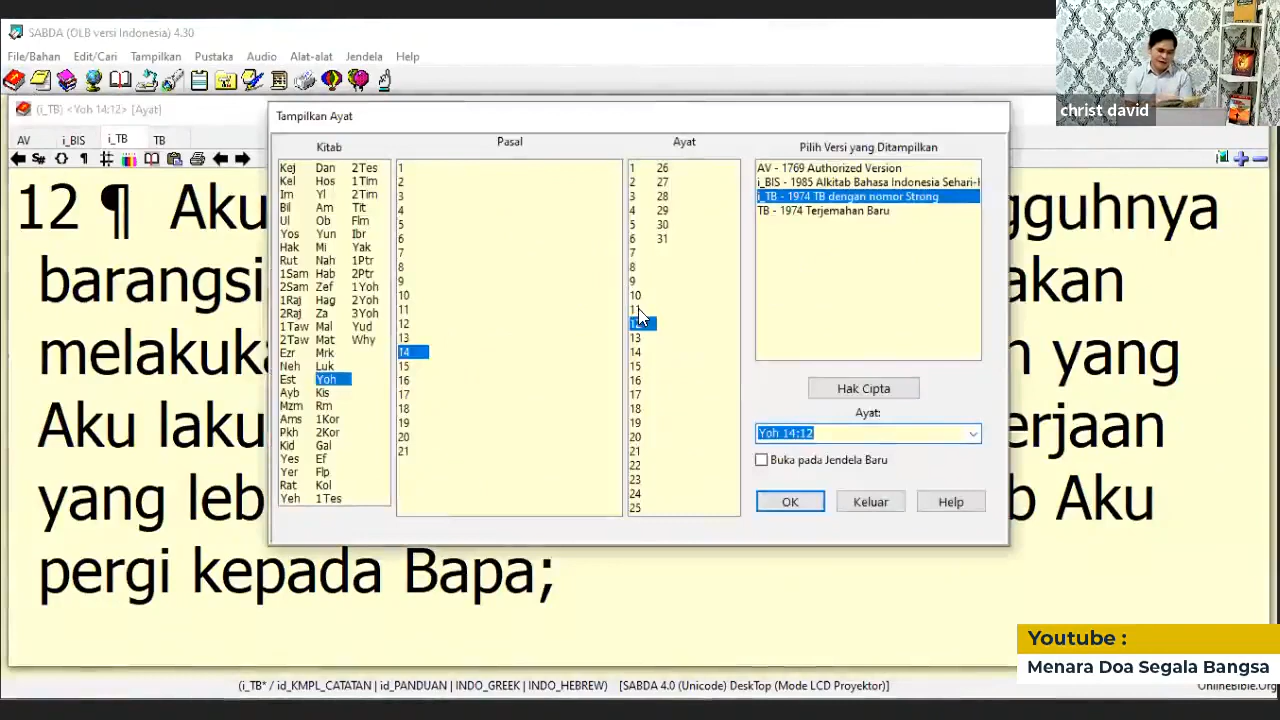 SABDA (OLB versi Indonesia) 4.30
File/Bahan Edit/Cari Tampilkan Pustaka Audio Alat-alat Jendela Help
christ david
(i_TB) <Yoh 14:12> [Ayat]
AV i_BIS i_TB TB
12 ¶ Aku gguhnya
barangsi akan
melakuka n yang
Aku laku erjaan
yang leb b Aku
pergi kepada Bapa;
Tampilkan Ayat
Kitab Pasal Ayat Pilih Versi yang Ditampilkan
Kej Dan 2Tes
Kel Hos 1Tim
Im Yl 2Tim
Bil Am Tit
Ul Ob Flm
Yos Yun Ibr
Hak Mi Yak
Rut Nah 1Ptr
1Sam Hab 2Ptr
2Sam Zef 1Yoh
1Raj Hag 2Yoh
2Raj Za 3Yoh
1Taw Mal Yud
2Taw Mat Why
Ezr Mrk
Neh Luk
Est Yoh
Ayb Kis
Mzm Rm
Ams 1Kor
Pkh 2Kor
Kid Gal
Yes Ef
Yer Flp
Rat Kol
Yeh 1Tes
1
2
3
4
5
6
7
8
9
10
11
12
13
14
15
16
17
18
19
20
21
1 26
2 27
3 28
4 29
5 30
6 31
7
8
9
10
11
12
13
14
15
16
17
18
19
20
21
22
23
24
25
AV - 1769 Authorized Version
i_BIS - 1985 Alkitab Bahasa Indonesia Sehari-
i_TB - 1974 TB dengan nomor Strong
TB - 1974 Terjemahan Baru
Hak Cipta
Ayat:
Yoh 14:12
Buka pada Jendela Baru
OK Keluar Help
Youtube :
Menara Doa Segala Bangsa
(i_TB* / id_KMPL_CATATAN | id_PANDUAN | INDO_GREEK | INDO_HEBREW) [SABDA 4.0 (Unicode) DeskTop (Mode LCD Proyektor)]
OnlineBible.Org